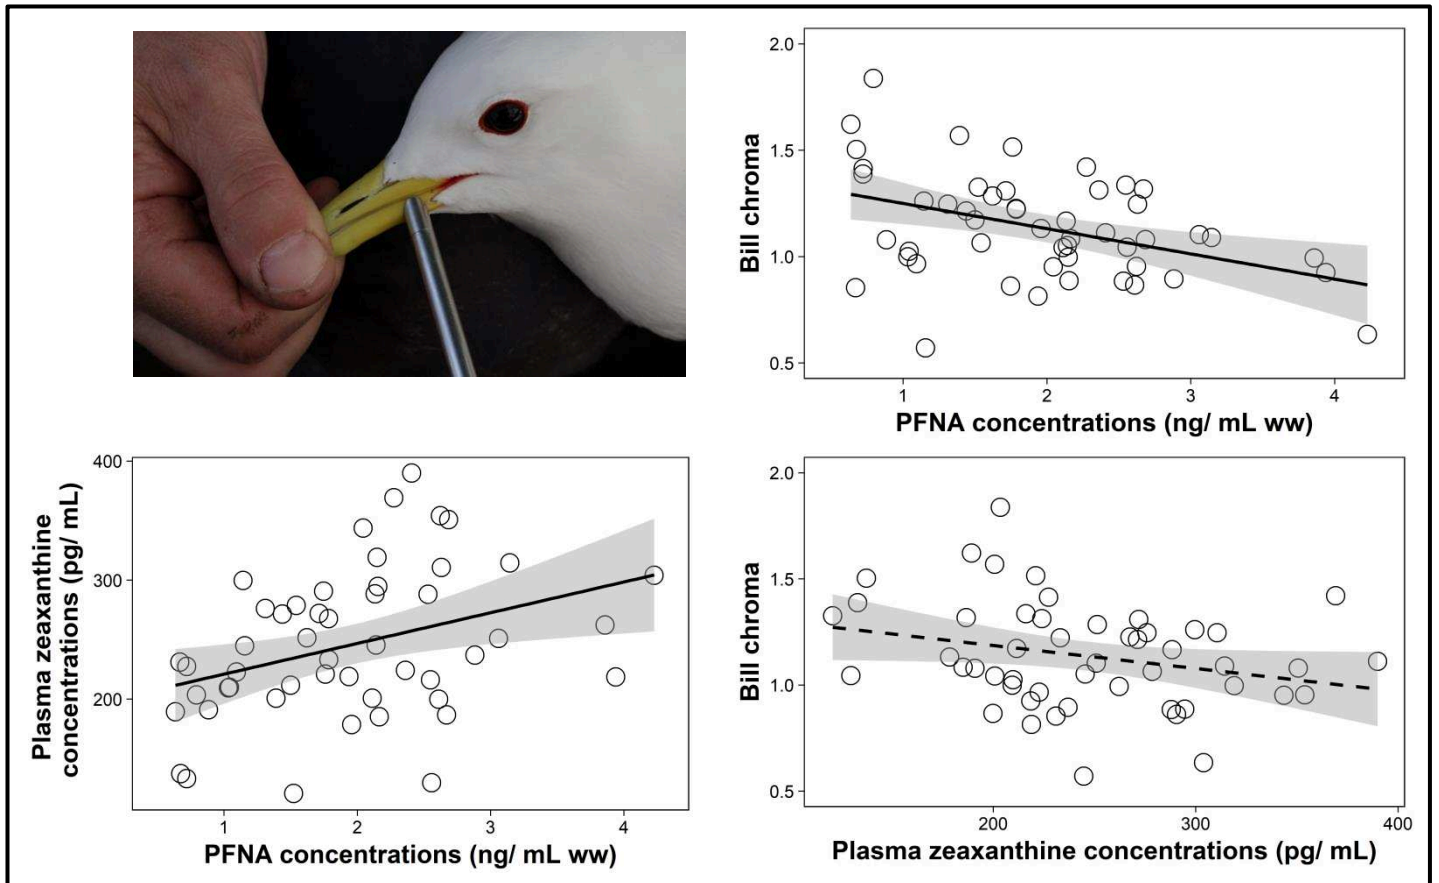 2.0
1.5
1.0
0.5
Bill chroma
1 2 3 4
PFNA concentrations (ng/ mL ww)
400
300
200
Plasma zeaxanthine
concentrations (pg/ mL)
1 2 3 4
PFNA concentrations (ng/ mL ww)
2.0
1.5
1.0
0.5
Bill chroma
200 300 400
Plasma zeaxanthine concentrations (pg/ mL)